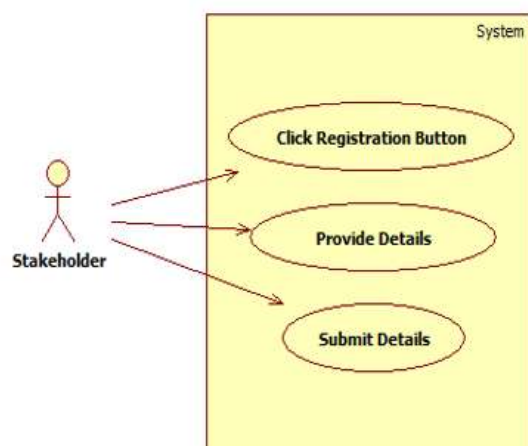 System
Click Registration Button
Provide Details
Stakeholder
Submit Details